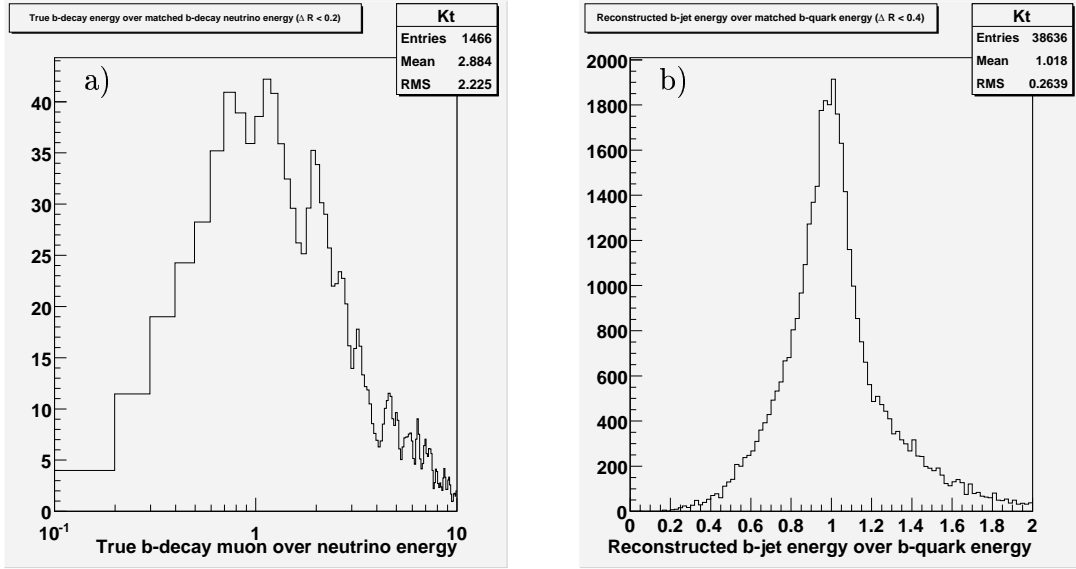 True b-decay energy over matched b-decay neutrino energy (Δ R < 0.2)
Kt
Entries 1466
Mean 2.884
RMS 2.225
a)
40
35
30
25
20
15
10
5
0
10⁻¹ 1 10
True b-decay muon over neutrino energy
Reconstructed b-jet energy over matched b-quark energy (Δ R < 0.4)
Kt
Entries 38636
Mean 1.018
RMS 0.2639
b)
2000
1800
1600
1400
1200
1000
800
600
400
200
0
0 0.2 0.4 0.6 0.8 1 1.2 1.4 1.6 1.8 2
Reconstructed b-jet energy over b-quark energy